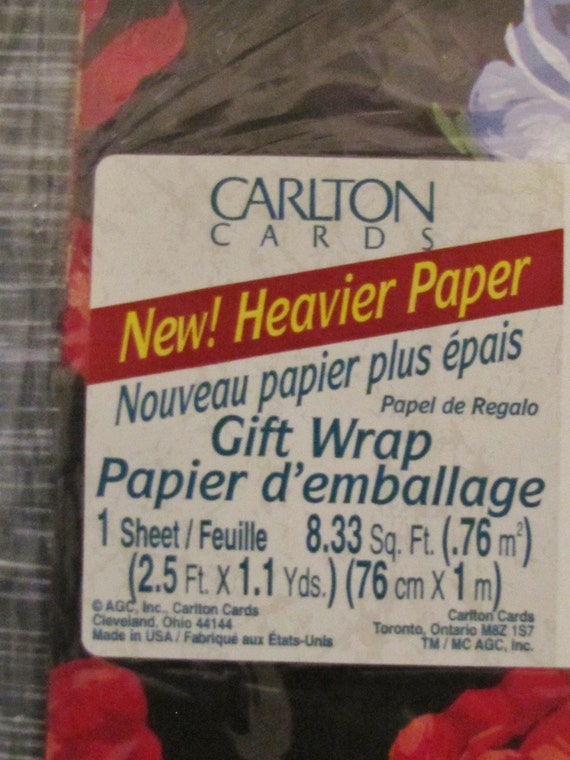 CARLTON
CARDS
New! Heavier Paper
Nouveau papier plus épais
Papel de Regalo
Gift Wrap
Papier d'emballage
1 Sheet / Feuille 8.33 Sq. Ft. (.76 m²)
(2.5 Ft. X 1.1 Yds.) (76 cm X 1 m)
© AGC, Inc., Carlton Cards
Cleveland, Ohio 44144
Made in USA / Fabriqué aux États-Unis
Carlton Cards
Toronto, Ontario M8Z 1S7
TM / MC AGC, Inc.